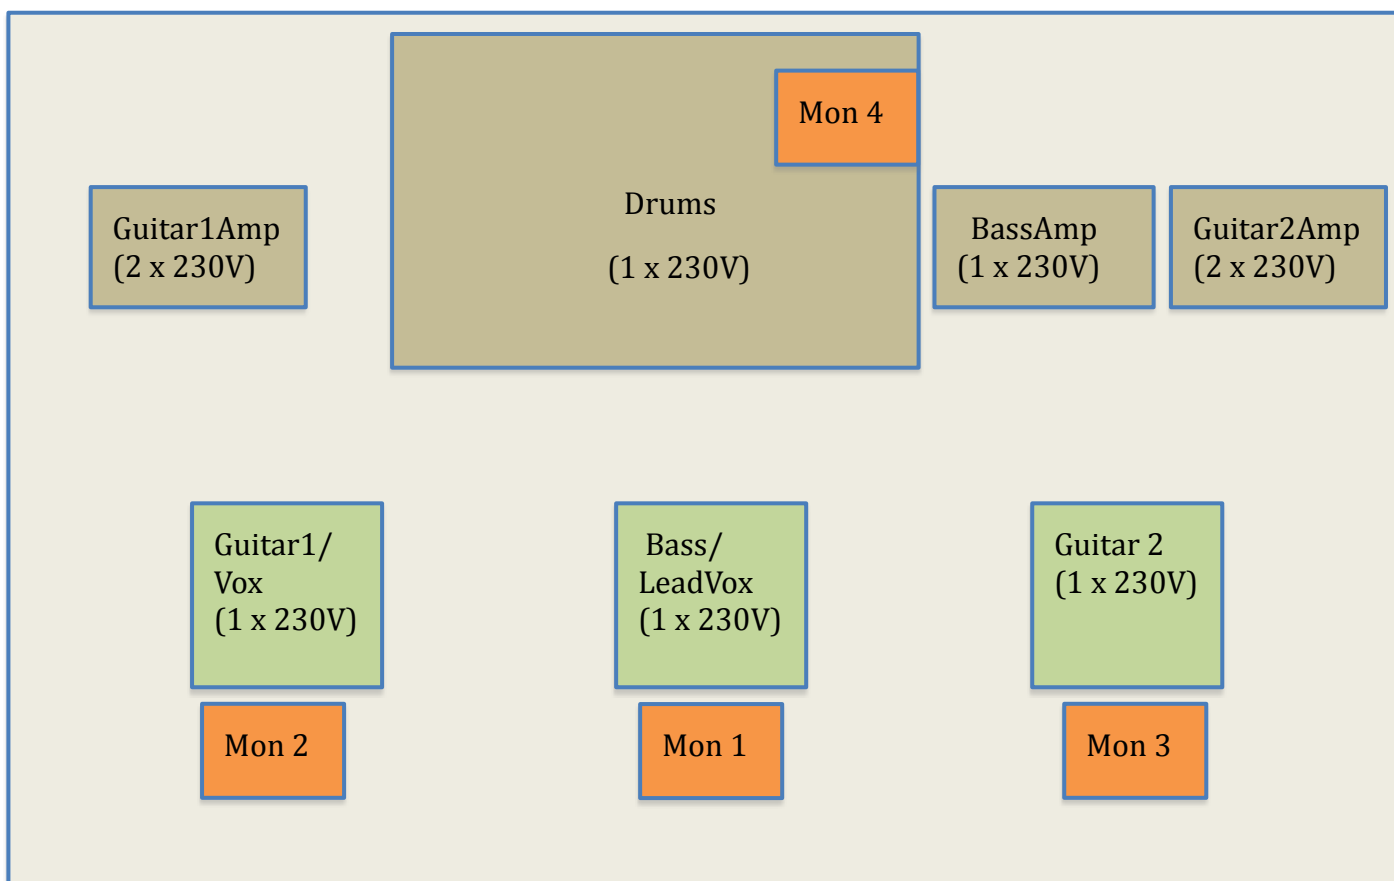 Mon 4
Drums
(1 x 230V)
Guitar1Amp
(2 x 230V)
BassAmp
(1 x 230V)
Guitar2Amp
(2 x 230V)
Guitar1/
Vox
(1 x 230V)
Bass/
LeadVox
(1 x 230V)
Guitar 2
(1 x 230V)
Mon 2
Mon 1
Mon 3